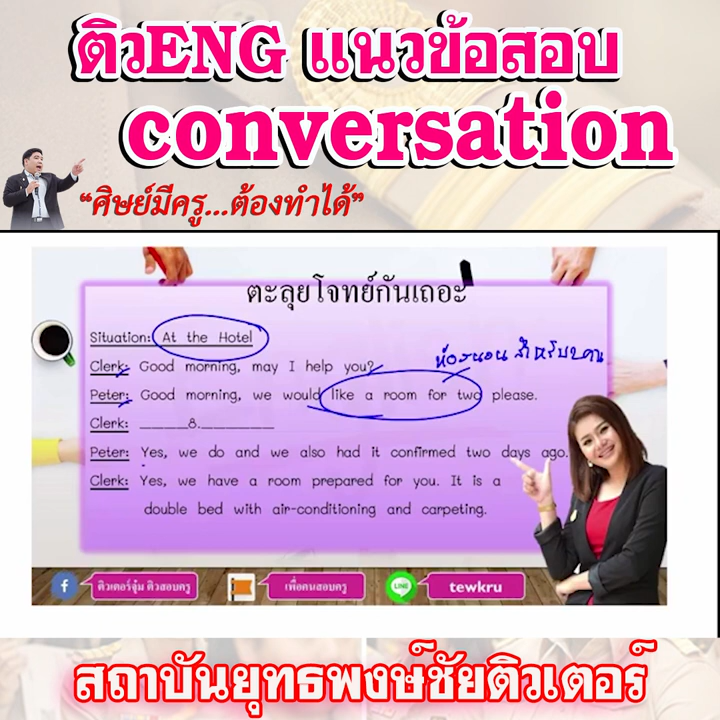 ติวENG แนวข้อสอบ
conversation
“ศิษย์มีครู...ต้องทำได้”
ตะลุยโจทย์กันเถอะ
Situation: At the Hotel
Clerk: Good morning, may I help you?
ห้องนอน สำหรับ 2 คน
Peter: Good morning, we would like a room for two please.
Clerk: ______8.________
Peter: Yes, we do and we also had it confirmed two days ago.
Clerk: Yes, we have a room prepared for you. It is a
double bed with air-conditioning and carpeting.
ติวเตอร์จุ๋ม ติวสอบครู เพื่อคนสอบครู LINE tewkru
สถาบันยุทธพงษ์ชัยติวเตอร์